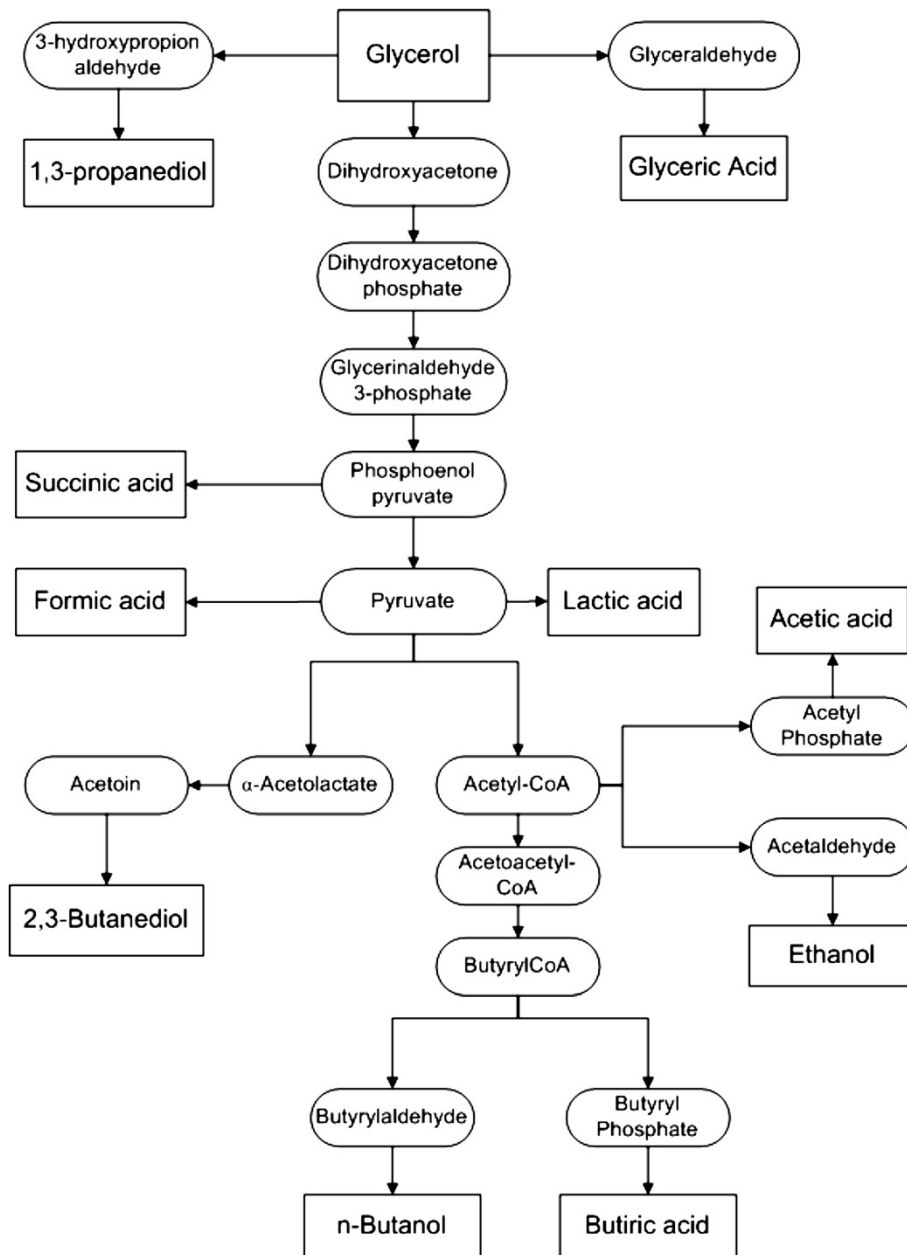 3-hydroxypropion
aldehyde
Glycerol
Glyceraldehyde
1,3-propanediol
Dihydroxyacetone
Glyceric Acid
Dihydroxyacetone
phosphate
Glycerinaldehyde
3-phosphate
Succinic acid
Phosphoenol
pyruvate
Formic acid
Pyruvate
Lactic acid
Acetic acid
Acetyl
Phosphate
Acetoin
α-Acetolactate
Acetyl-CoA
Acetaldehyde
Acetoacetyl-
CoA
2,3-Butanediol
ButyrylCoA
Ethanol
Butyrylaldehyde
Butyryl
Phosphate
n-Butanol
Butiric acid